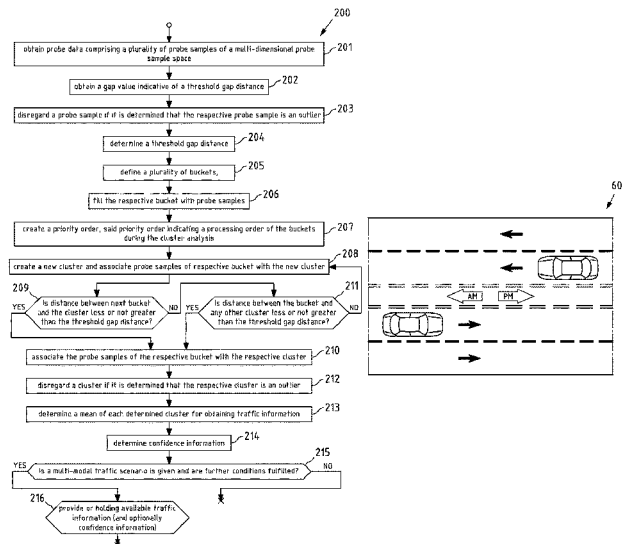 200
obtain probe data comprising a plurality of probe samples of a multi-dimensional probe
sample space
201
obtain a gap value indicative of a threshold gap distance
202
disregard a probe sample if it is determined that the respective probe sample is an outlier
203
determine a threshold gap distance
204
define a plurality of buckets,
205
fill the respective bucket with probe samples
206
create a priority order, said priority order indicating a processing order of the buckets
during the cluster analysis
207
208
create a new cluster and associate probe samples of respective bucket with the new cluster
209
YES
Is distance between next bucket
and the cluster less or not greater
than the threshold gap distance?
NO
YES
Is distance between the bucket and
any other cluster less or not greater
than the threshold gap distance?
211
NO
associate the probe samples of the respective bucket with the respective cluster
210
disregard a cluster if it is determined that the respective cluster is an outlier
212
determine a mean of each determined cluster for obtaining traffic information
213
determine confidence information
214
YES
Is a multi-modal traffic scenario is given and are further conditions fulfilled?
215
NO
216
provide or holding available traffic
information (and optionally
confidence information)
60
AM
PM